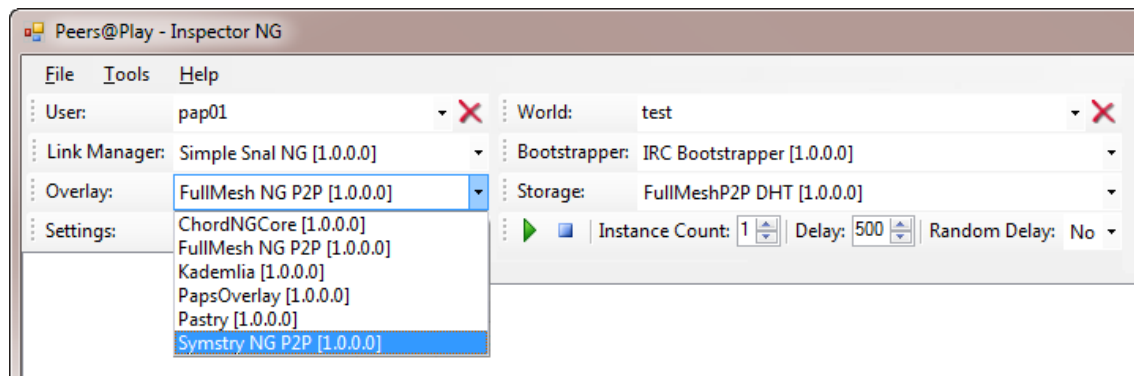 Peers@Play - Inspector NG
File Tools Help
User: pap01 World: test
Link Manager: Simple Snal NG [1.0.0.0] Bootstrapper: IRC Bootstrapper [1.0.0.0]
Overlay: FullMesh NG P2P [1.0.0.0] Storage: FullMeshP2P DHT [1.0.0.0]
Settings: Instance Count: 1 Delay: 500 Random Delay: No
ChordNGCore [1.0.0.0]
FullMesh NG P2P [1.0.0.0]
Kademlia [1.0.0.0]
PapsOverlay [1.0.0.0]
Pastry [1.0.0.0]
Symstry NG P2P [1.0.0.0]